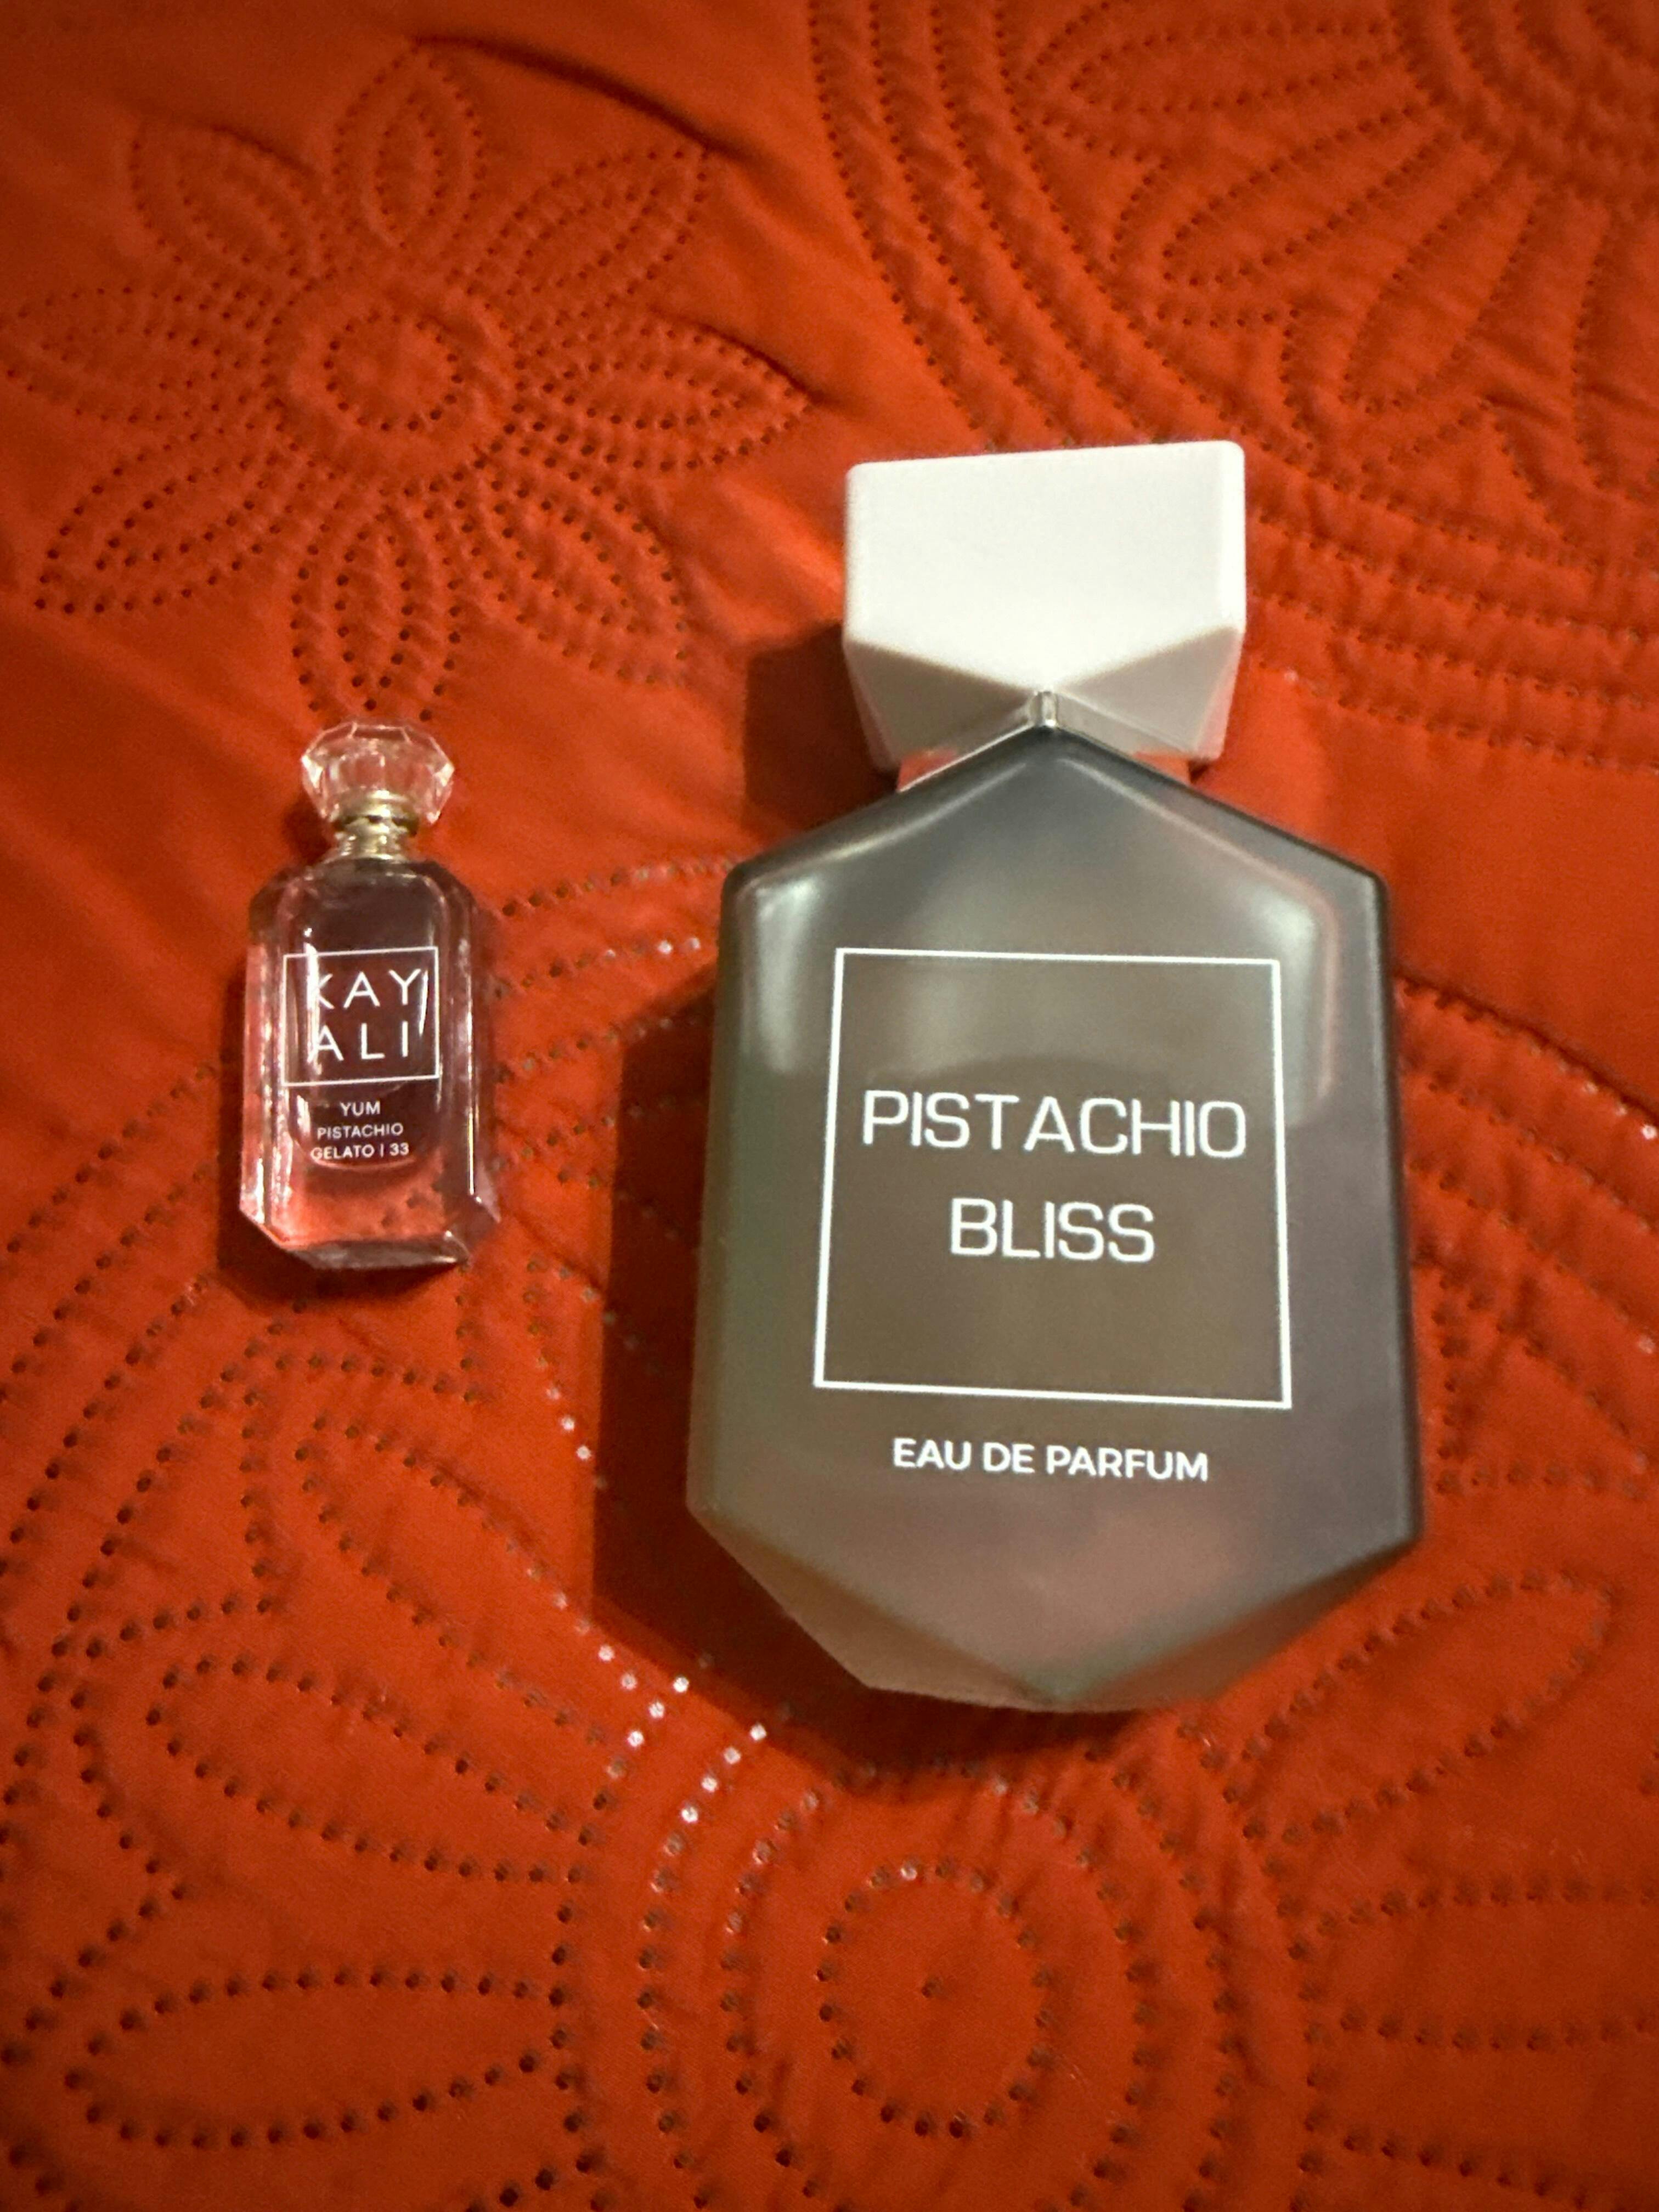 KAY
ALI
YUM
PISTACHIO
GELATO | 33
PISTACHIO
BLISS
EAU DE PARFUM